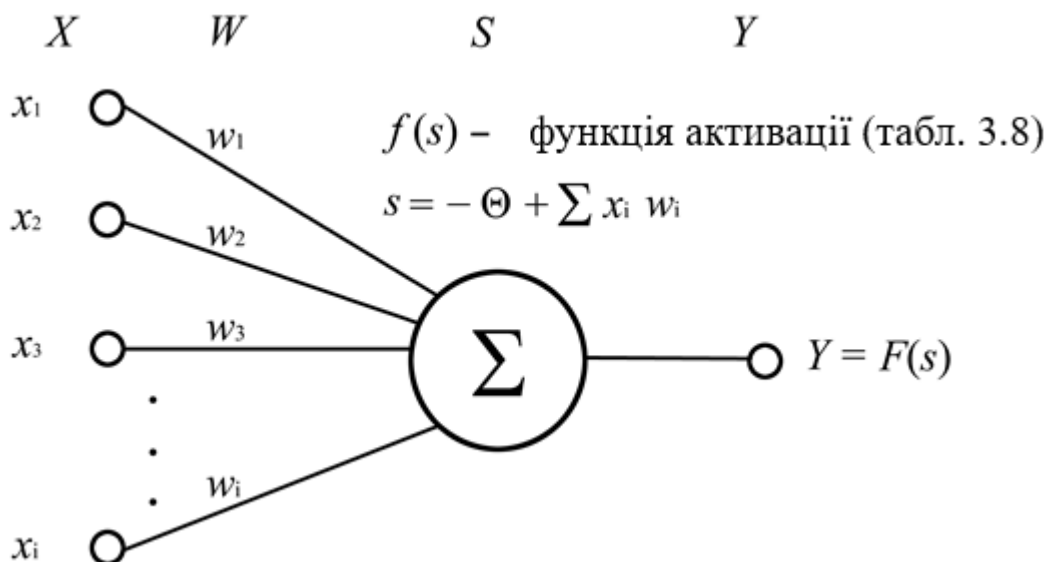 X W S Y
x1
w1
f(s) – функція активації (табл. 3.8)
s = – Θ + ∑ xi wi
x2
w2
x3
w3
∑
Y = F(s)
wi
xi